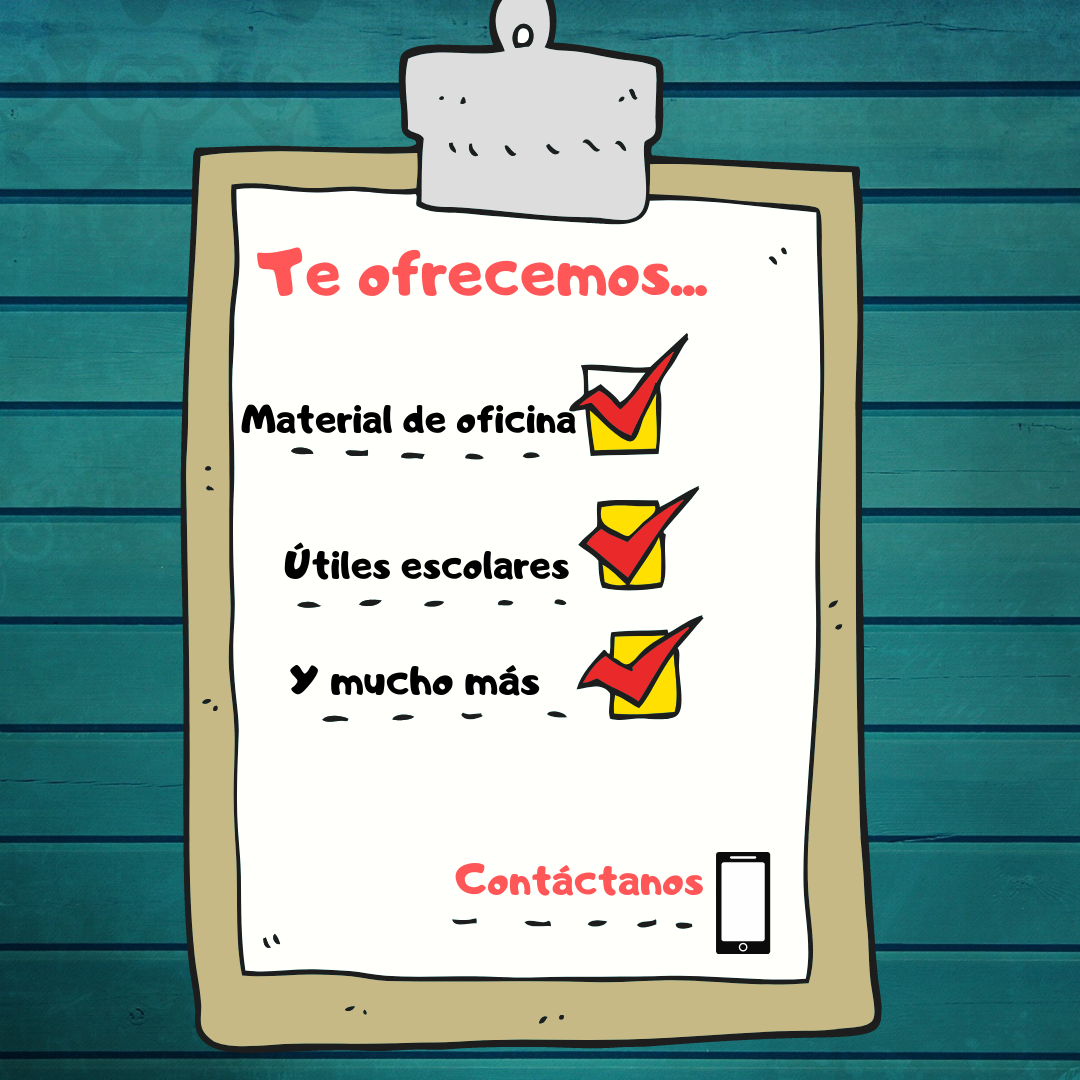 Te ofrecemos...
Material de oficina
Útiles escolares
Y mucho más
Contáctanos